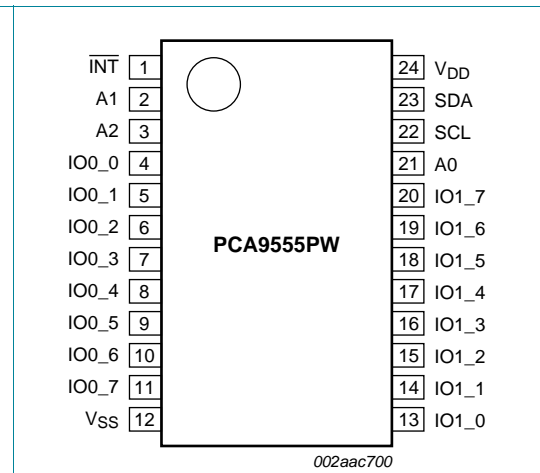 INT 1 24 VDD
A1 2 23 SDA
A2 3 22 SCL
IO0_0 4 21 A0
IO0_1 5 20 IO1_7
IO0_2 6 19 IO1_6
PCA9555PW
IO0_3 7 18 IO1_5
IO0_4 8 17 IO1_4
IO0_5 9 16 IO1_3
IO0_6 10 15 IO1_2
IO0_7 11 14 IO1_1
VSS 12 13 IO1_0
002aac700